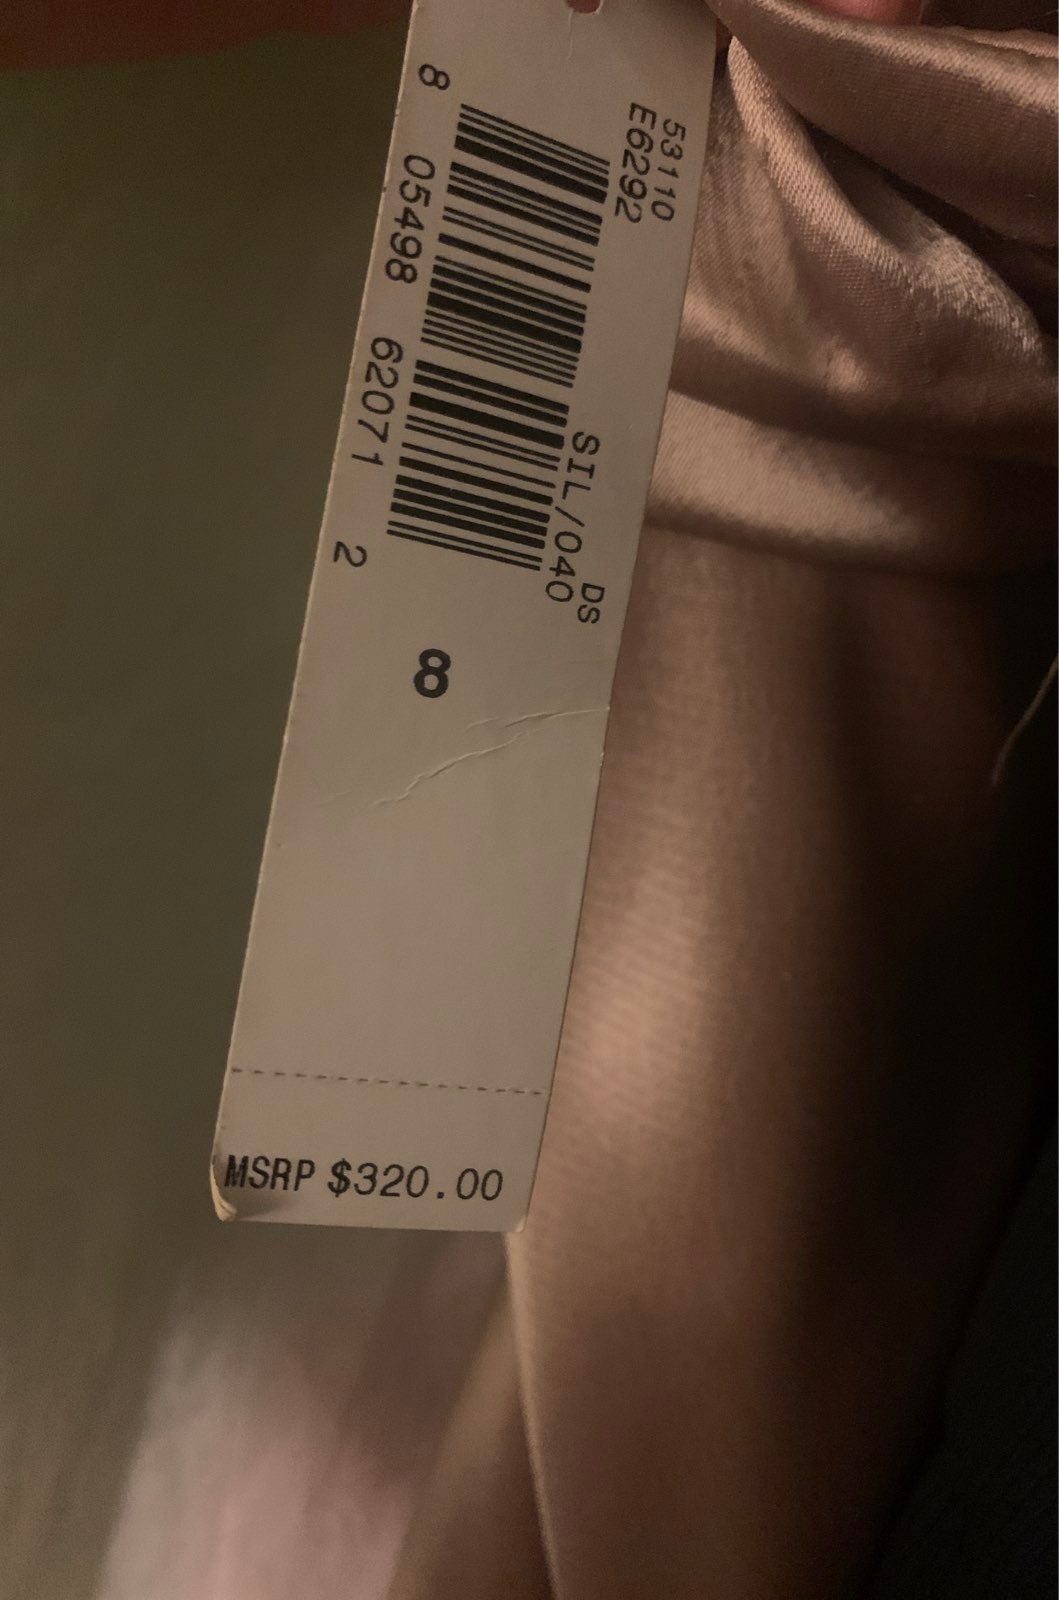 53110
E6292
8 05498 62071 2
DS
SIL/040
8
MSRP $320.00